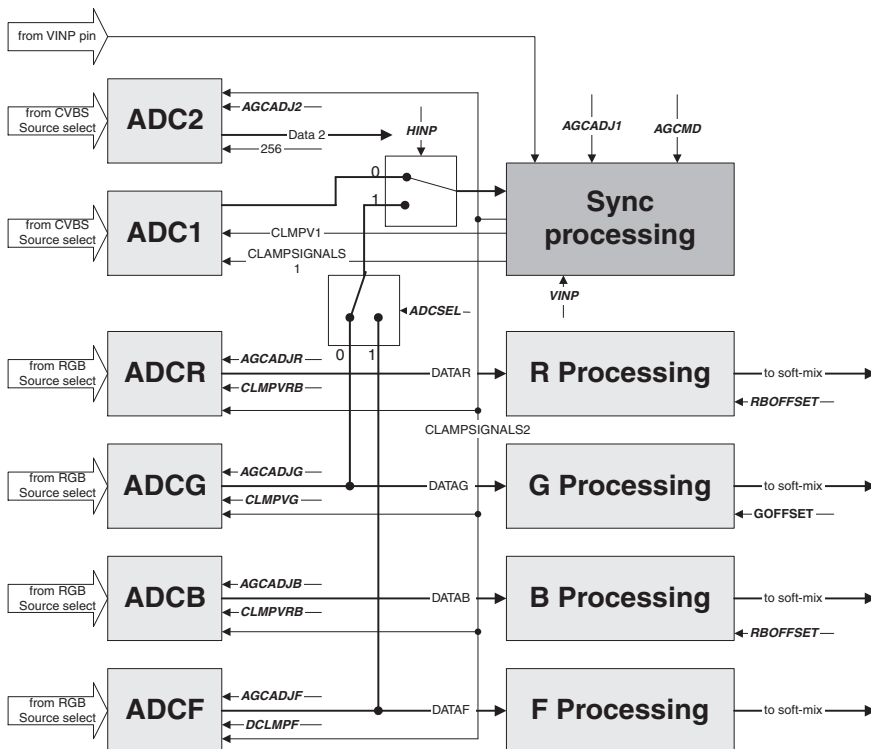 from VINP pin
from CVBS
Source select
ADC2
AGCADJ2
Data 2
256
HINP
AGCADJ1
AGCMD
0
1
Sync
processing
from CVBS
Source select
ADC1
CLMPV1
CLAMPSIGNALS
1
VINP
ADCSEL
0
1
from RGB
Source select
ADCR
AGCADJR
CLMPVRB
DATAR
R Processing
to soft-mix
RBOFFSET
CLAMPSIGNALS2
from RGB
Source select
ADCG
AGCADJG
CLMPVG
DATAG
G Processing
to soft-mix
GOFFSET
from RGB
Source select
ADCB
AGCADJB
CLMPVRB
DATAB
B Processing
to soft-mix
RBOFFSET
from RGB
Source select
ADCF
AGCADJF
DCLMPF
DATAF
F Processing
to soft-mix